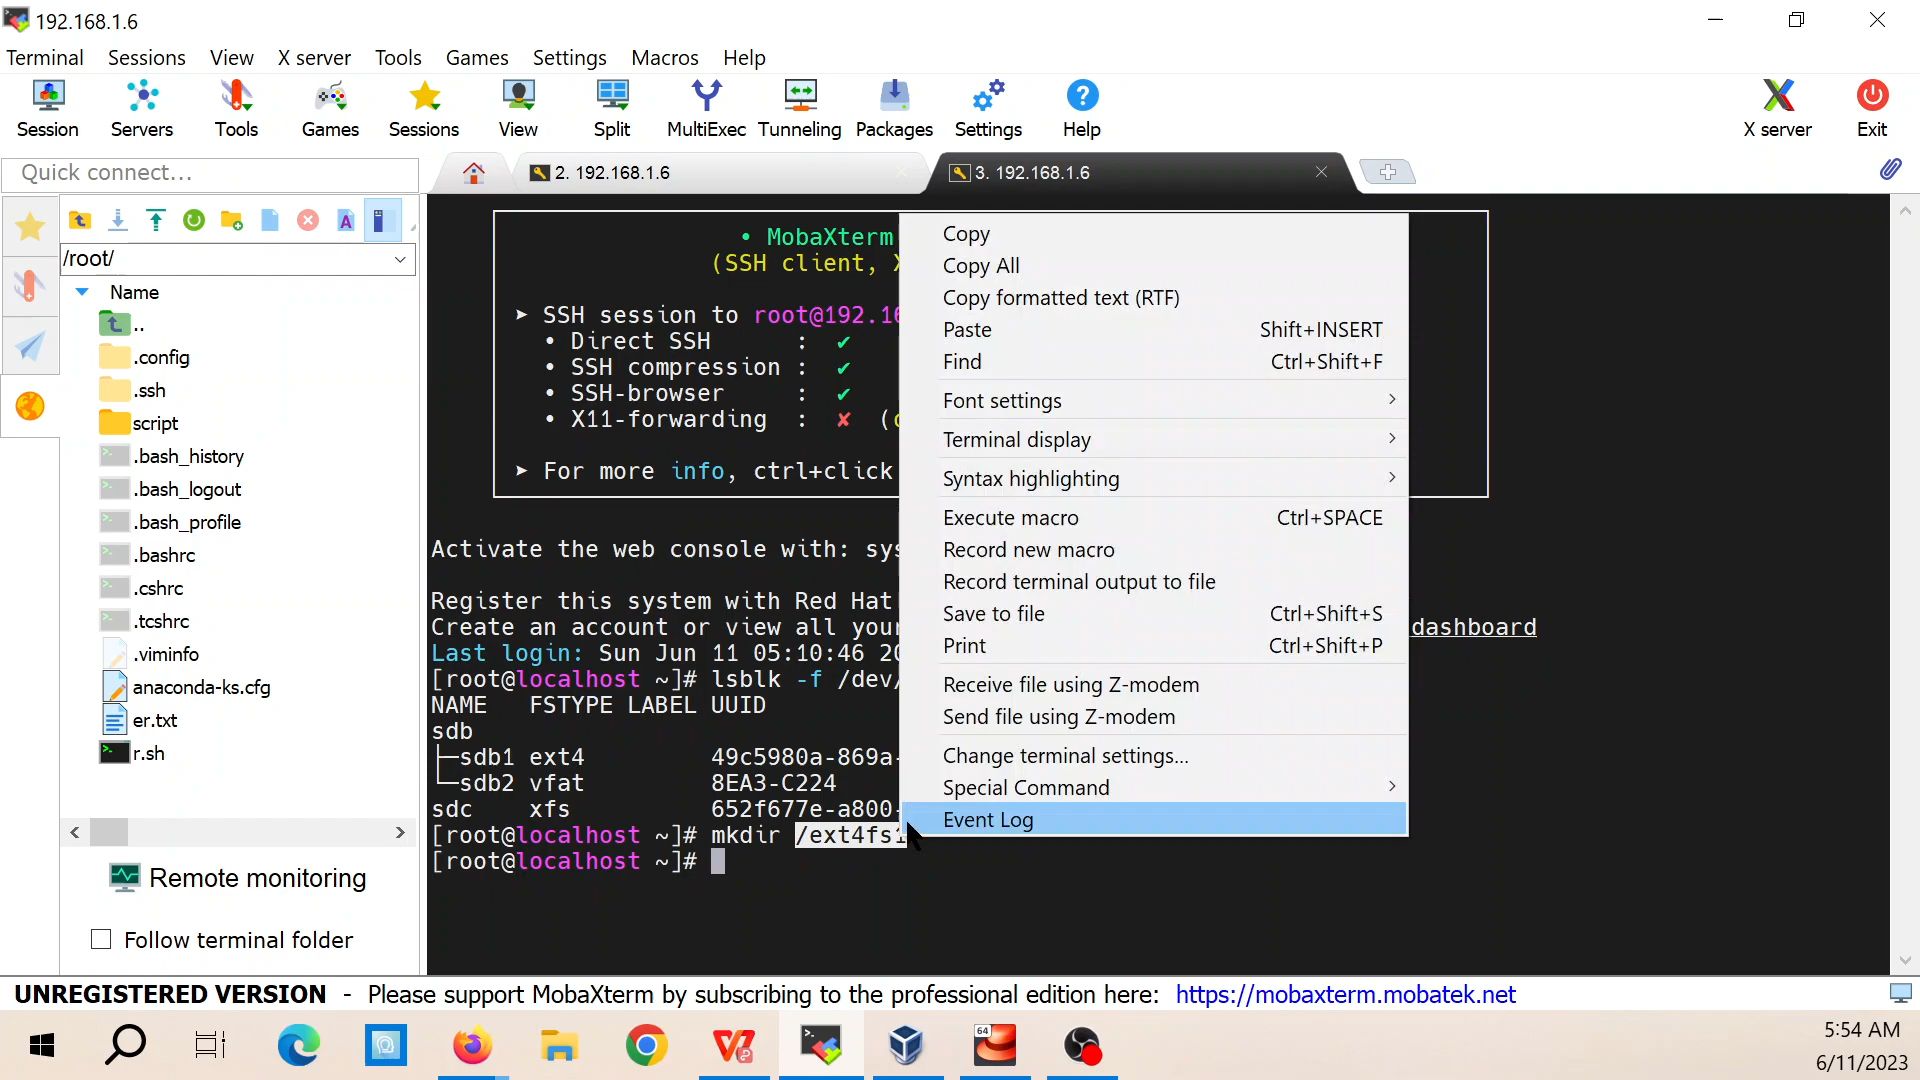 192.168.1.6
Terminal Sessions View X server Tools Games Settings Macros Help
Session Servers Tools Games Sessions View Split MultiExec Tunneling Packages Settings Help X server Exit
Quick connect...
2. 192.168.1.6
3. 192.168.1.6
/root/
Name
..
.config
.ssh
script
.bash_history
.bash_logout
.bash_profile
.bashrc
.cshrc
.tcshrc
.viminfo
anaconda-ks.cfg
er.txt
r.sh
Remote monitoring
Follow terminal folder
• MobaXterm
(SSH client,
➤ SSH session to root@192.16
• Direct SSH : ✔
• SSH compression : ✔
• SSH-browser : ✔
• X11-forwarding : ✘ (
➤ For more info, ctrl+click
Activate the web console with: sys
Register this system with Red Hat
Create an account or view all your dashboard
Last login: Sun Jun 11 05:10:46 20
[root@localhost ~]# lsblk -f /dev/
NAME FSTYPE LABEL UUID
sdb
├─sdb1 ext4 49c5980a-869a-
└─sdb2 vfat 8EA3-C224
sdc xfs 652f677e-a800-
[root@localhost ~]# mkdir /ext4fs1
[root@localhost ~]#
Copy
Copy All
Copy formatted text (RTF)
Paste Shift+INSERT
Find Ctrl+Shift+F
Font settings
Terminal display
Syntax highlighting
Execute macro Ctrl+SPACE
Record new macro
Record terminal output to file
Save to file Ctrl+Shift+S
Print Ctrl+Shift+P
Receive file using Z-modem
Send file using Z-modem
Change terminal settings...
Special Command
Event Log
UNREGISTERED VERSION - Please support MobaXterm by subscribing to the professional edition here: https://mobaxterm.mobatek.net
64
5:54 AM
6/11/2023